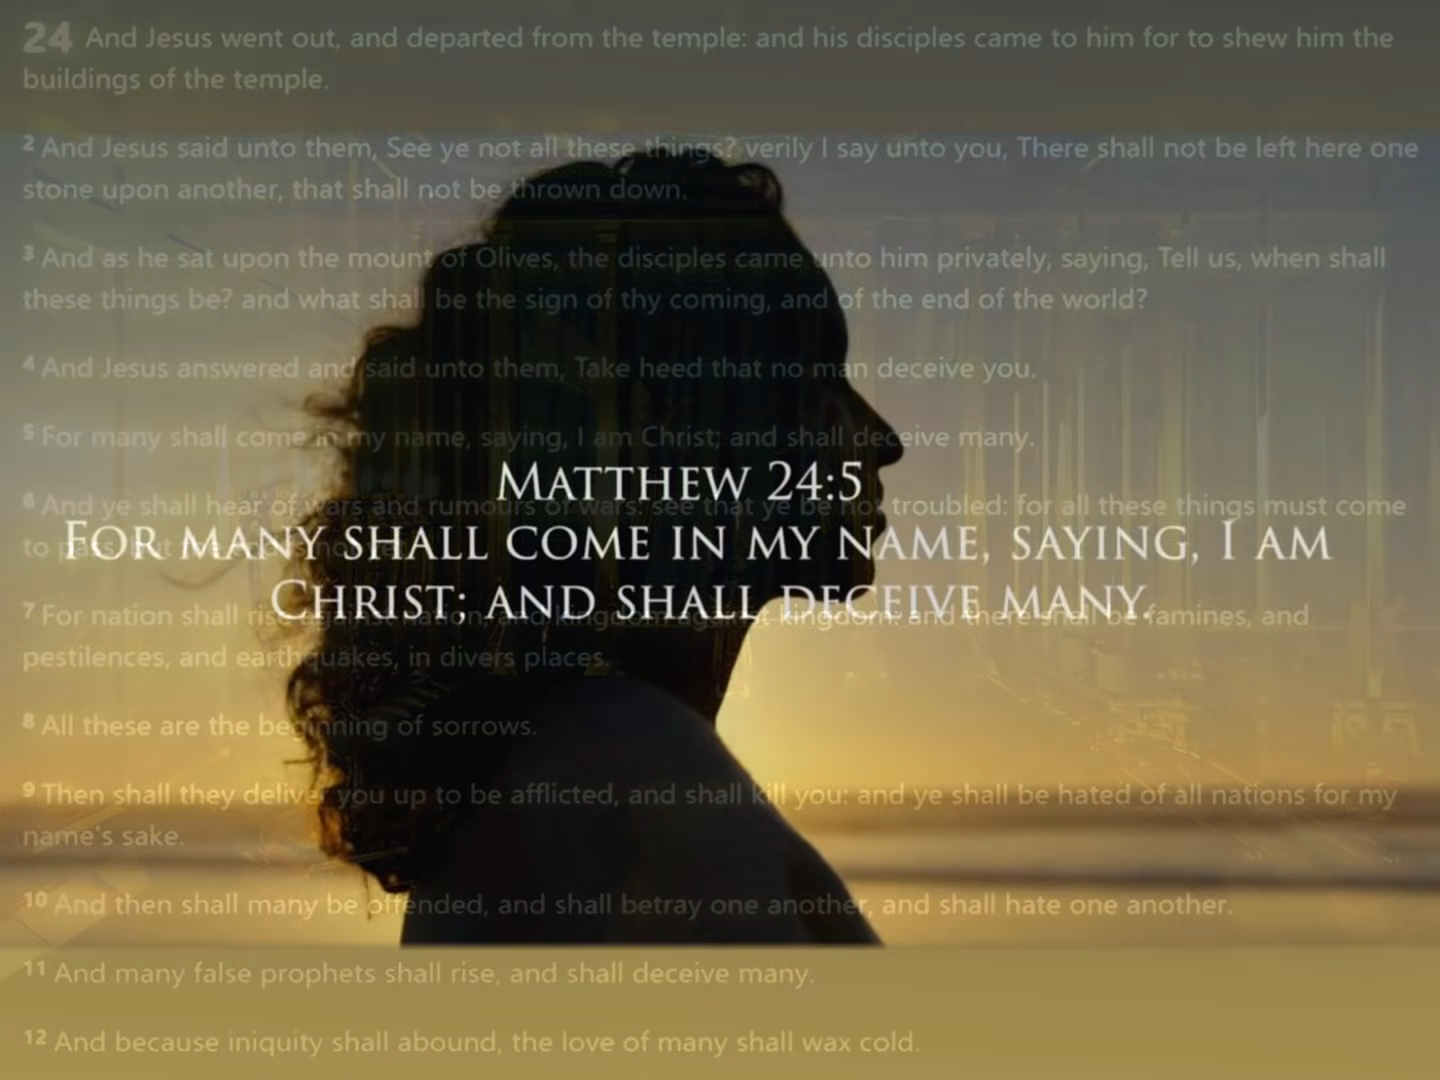 24 And Jesus went out, and departed from the temple: and his disciples came to him for to shew him the
buildings of the temple.
2 And Jesus said unto them, See ye not all these things? verily I say unto you, There shall not be left here one
stone upon another, that shall not be thrown down.
3 And as he sat upon the mount of Olives, the disciples came unto him privately, saying, Tell us, when shall
these things be? and what shall be the sign of thy coming, and of the end of the world?
4 And Jesus answered and said unto them, Take heed that no man deceive you.
5 For many shall come in my name, saying, I am Christ; and shall deceive many.
MATTHEW 24:5
6 And ye shall hear of wars and rumours of wars: see that ye be not troubled: for all these things must come
to
FOR MANY SHALL COME IN MY NAME, SAYING, I AM
CHRIST; AND SHALL DECEIVE MANY.
7 For nation shall rise kingdom: and there shall be famines, and
pestilences, and earthquakes, in divers places.
8 All these are the beginning of sorrows.
9 Then shall they deliver you up to be afflicted, and shall kill you: and ye shall be hated of all nations for my
name's sake.
10 And then shall many be offended, and shall betray one another, and shall hate one another.
11 And many false prophets shall rise, and shall deceive many.
12 And because iniquity shall abound, the love of many shall wax cold.